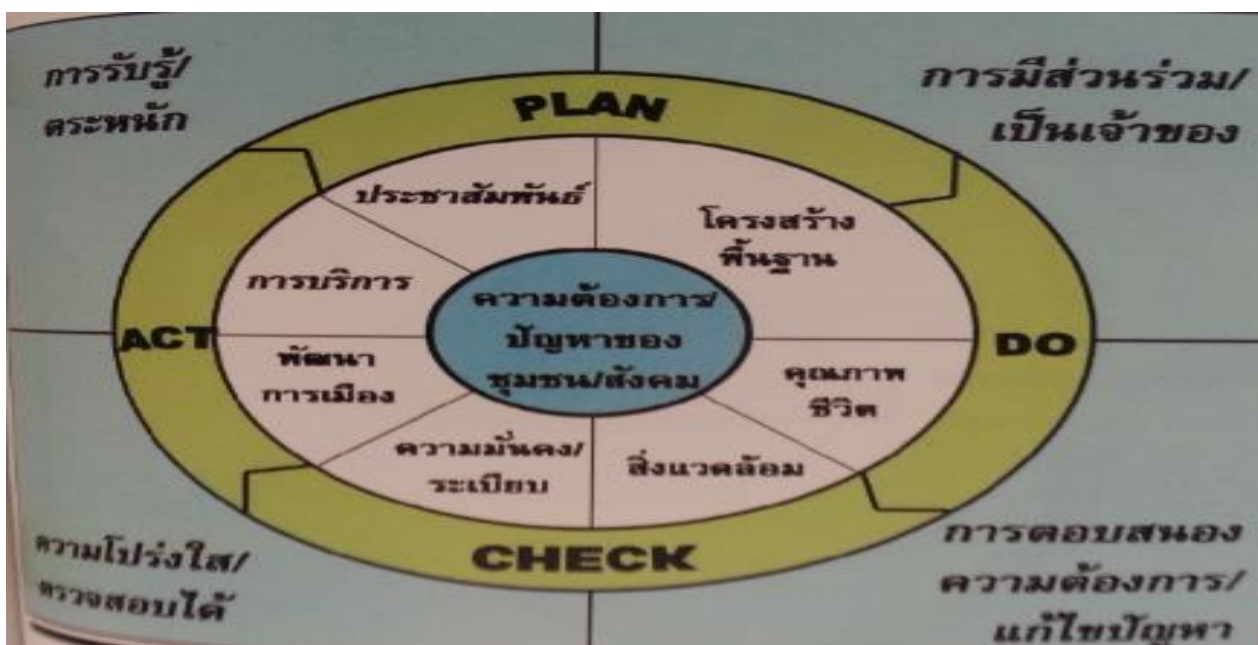 การรับรู้/
ตระหนัก
การมีส่วนร่วม/
เป็นเจ้าของ
PLAN
ประชาสัมพันธ์
โครงสร้าง
พื้นฐาน
การบริการ
ความต้องการ/
ปัญหาของ
ชุมชน/สังคม
ACT
DO
พัฒนา
การเมือง
คุณภาพ
ชีวิต
ความมั่นคง/
ระเบียบ
สิ่งแวดล้อม
CHECK
ความโปร่งใส/
ตรวจสอบได้
การตอบสนอง
ความต้องการ/
แก้ไขปัญหา